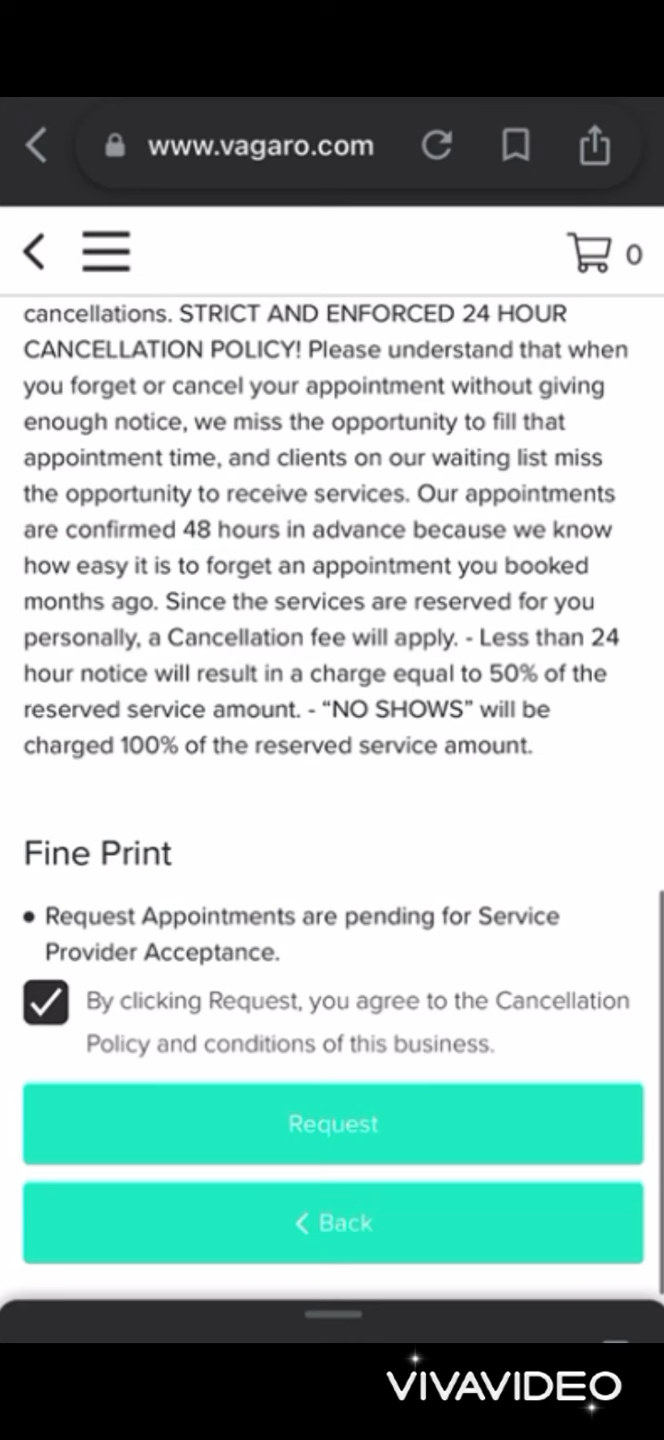 www.vagaro.com
0
cancellations. STRICT AND ENFORCED 24 HOUR
CANCELLATION POLICY! Please understand that when
you forget or cancel your appointment without giving
enough notice, we miss the opportunity to fill that
appointment time, and clients on our waiting list miss
the opportunity to receive services. Our appointments
are confirmed 48 hours in advance because we know
how easy it is to forget an appointment you booked
months ago. Since the services are reserved for you
personally, a Cancellation fee will apply. - Less than 24
hour notice will result in a charge equal to 50% of the
reserved service amount. - “NO SHOWS” will be
charged 100% of the reserved service amount.
Fine Print
• Request Appointments are pending for Service
Provider Acceptance.
By clicking Request, you agree to the Cancellation
Policy and conditions of this business.
Request
Back
VIVAVIDEO